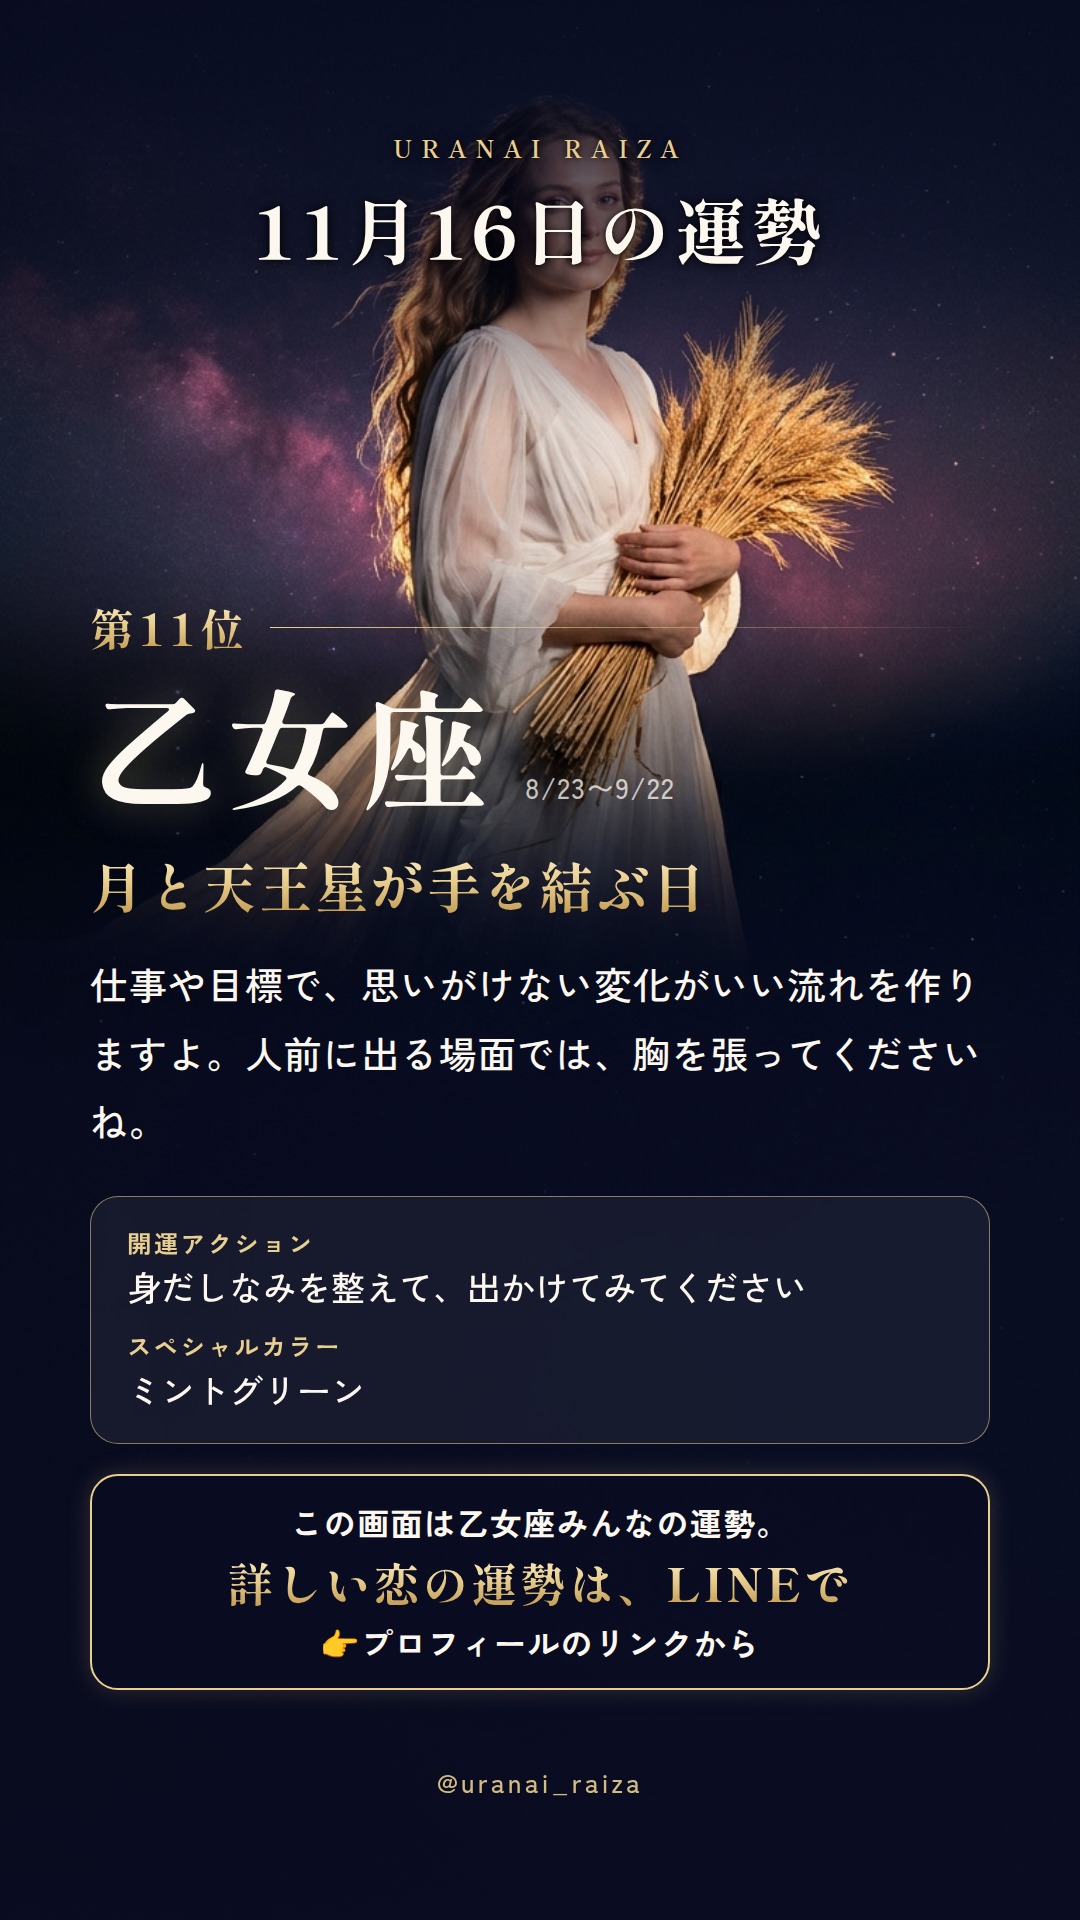 URANAI RAIZA
11月16日の運勢
第11位
乙女座 8/23〜9/22
月と天王星が手を結ぶ日
仕事や目標で、思いがけない変化がいい流れを作り
ますよ。人前に出る場面では、胸を張ってください
ね。
開運アクション
身だしなみを整えて、出かけてみてください
スペシャルカラー
ミントグリーン
この画面は乙女座みんなの運勢。
詳しい恋の運勢は、LINEで
👉プロフィールのリンクから
@uranai_raiza